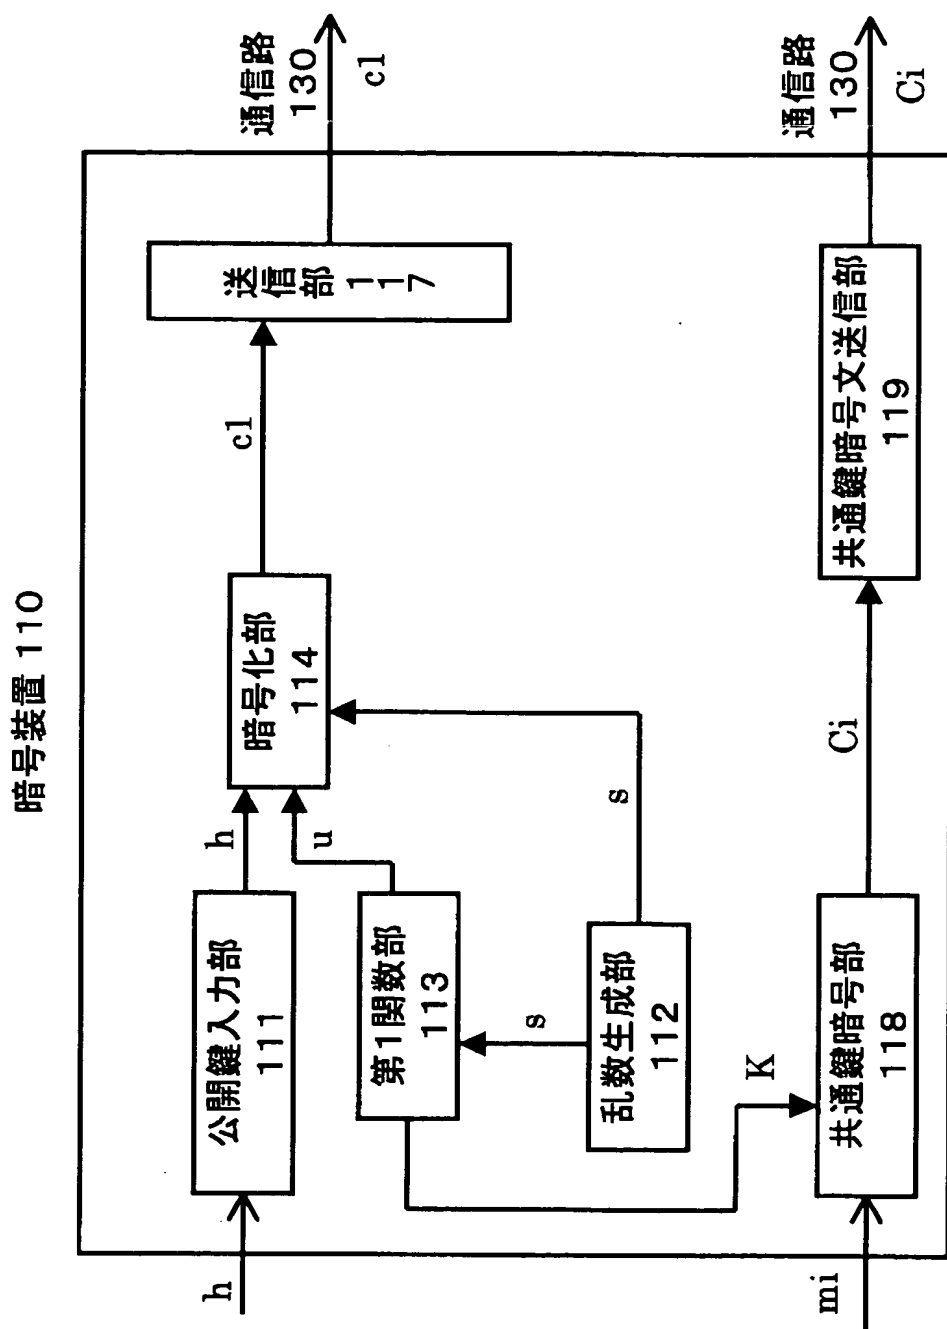 暗号装置 110
h
公開鍵入力部
111
h
第1関数部
113
u
乱数生成部
112
s
s
暗号化部
114
c1
送信部 117
通信路
130
c1
K
mi
共通鍵暗号部
118
Ci
共通鍵暗号文送信部
119
通信路
130
Ci